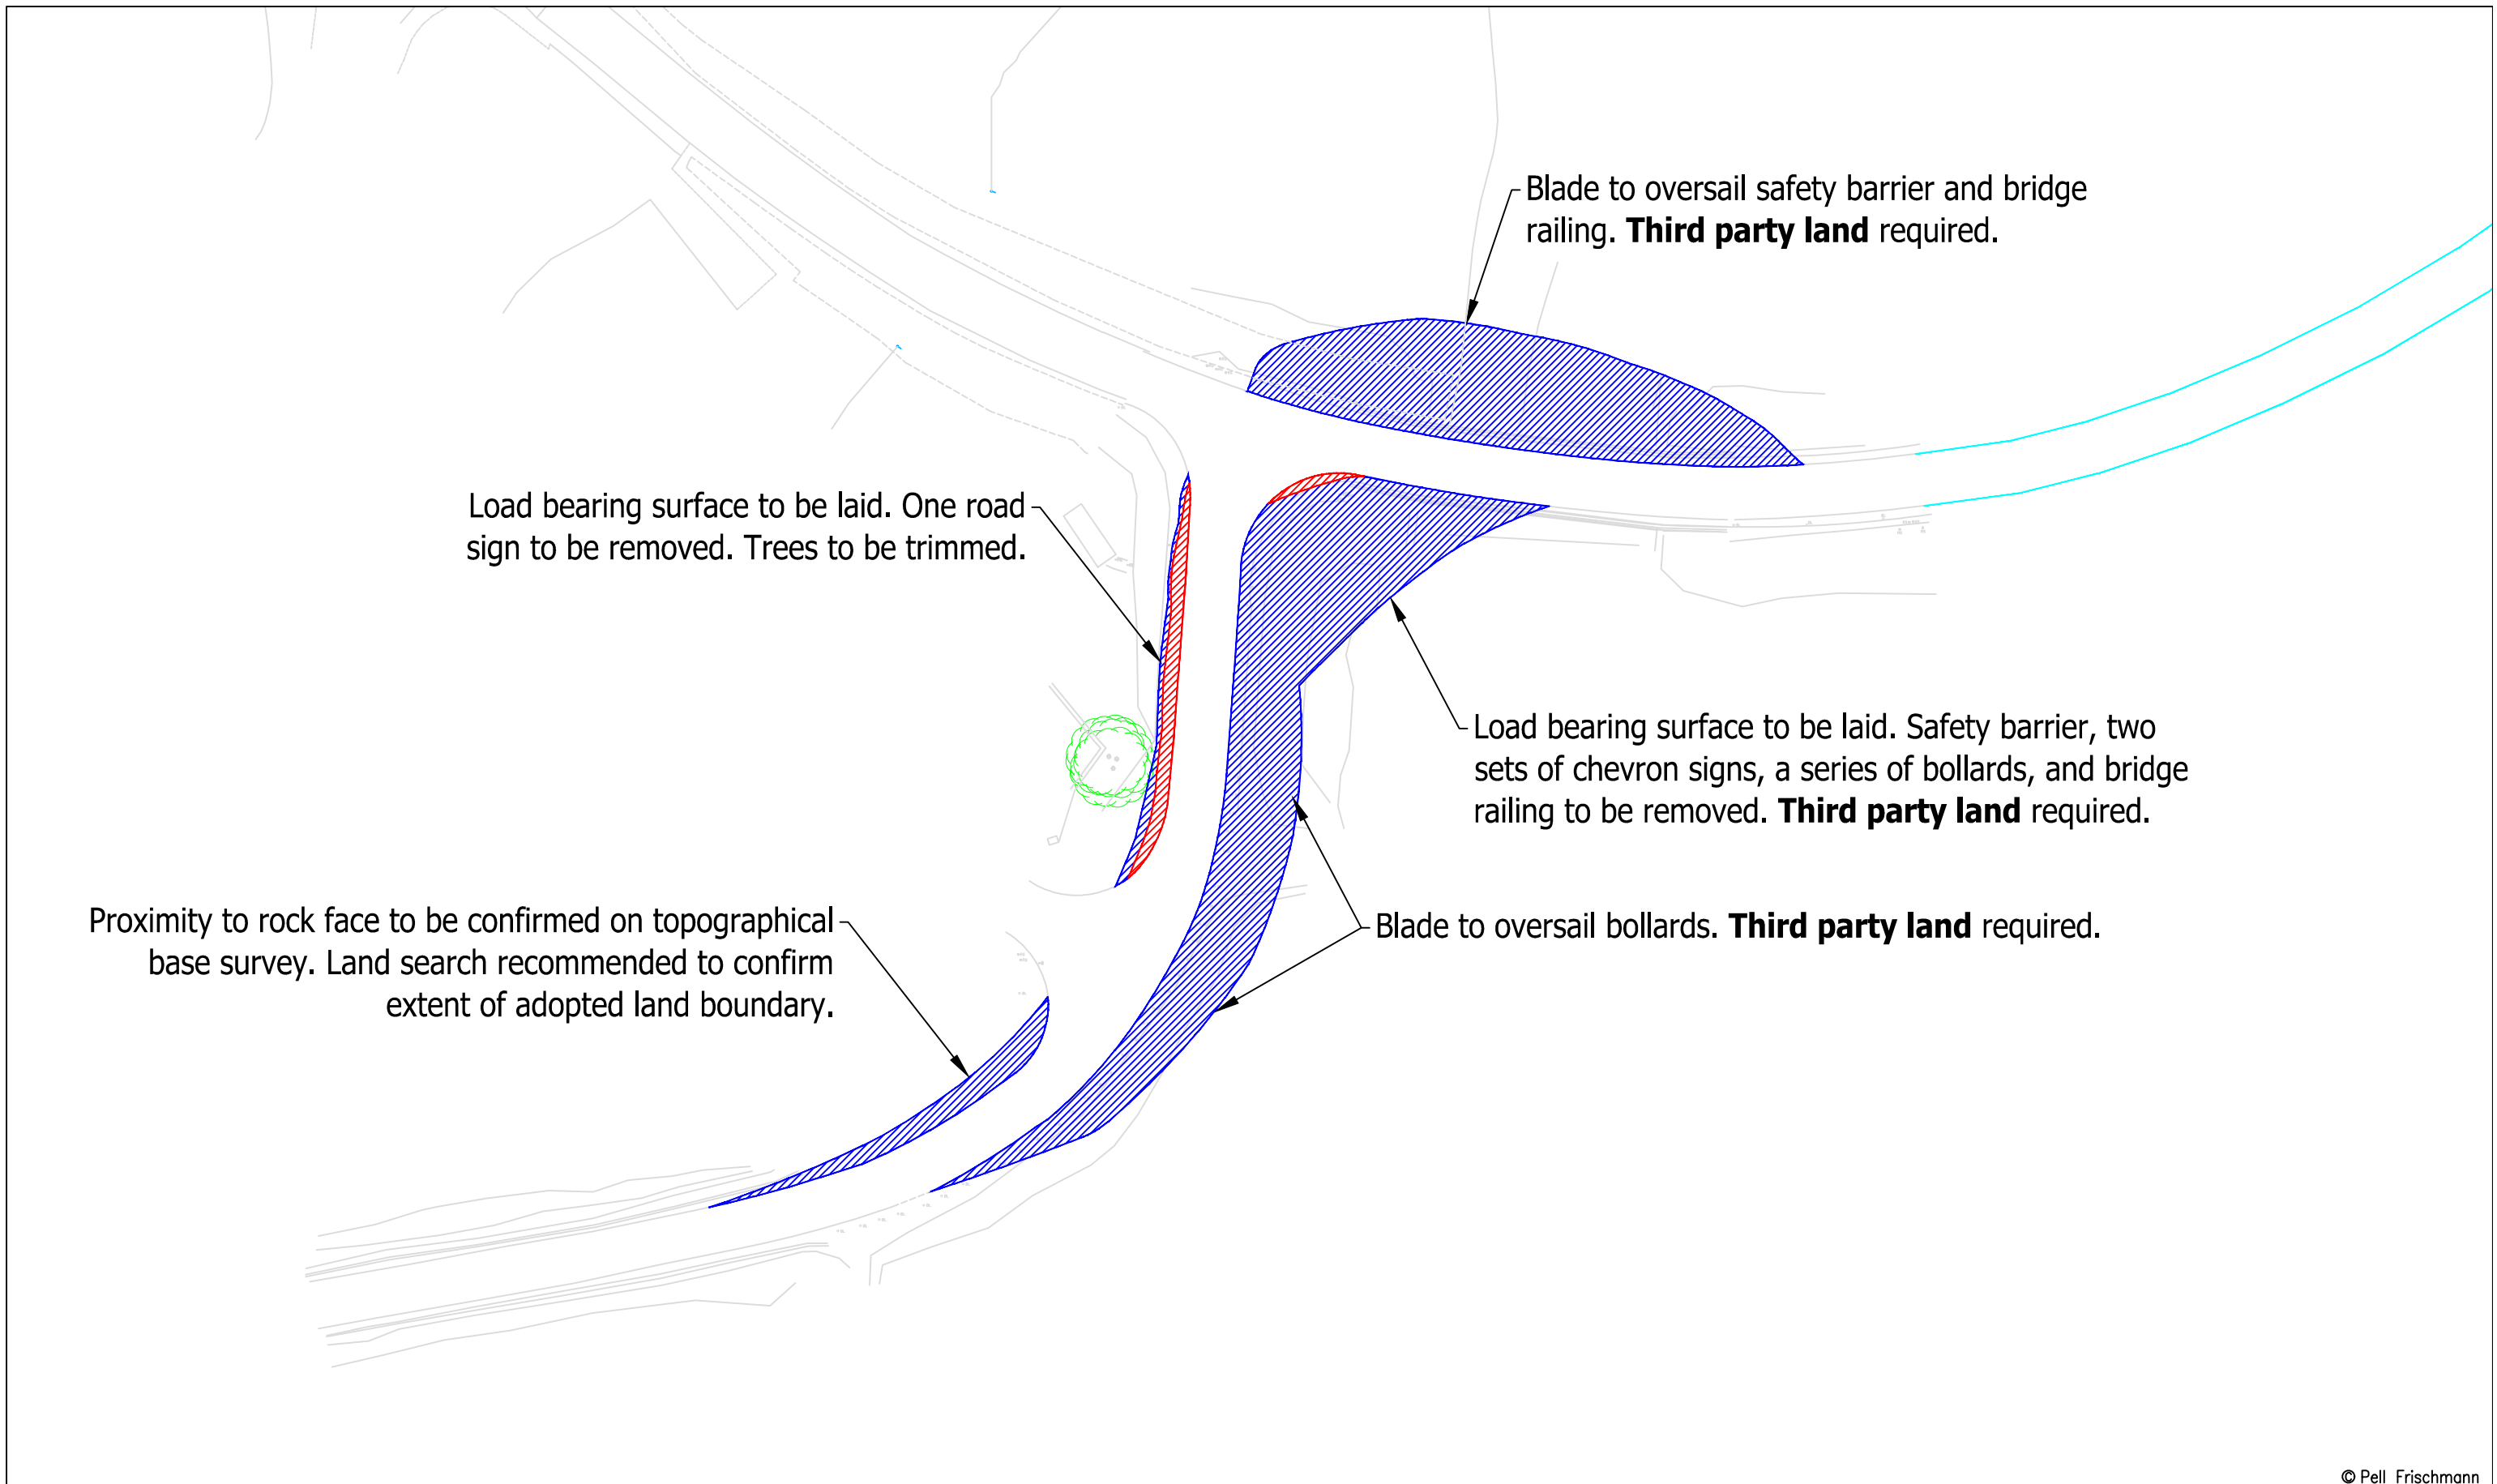 Blade to oversail safety barrier and bridge
railing. Third party land required.
Load bearing surface to be laid. One road
sign to be removed. Trees to be trimmed.
Load bearing surface to be laid. Safety barrier, two
sets of chevron signs, a series of bollards, and bridge
railing to be removed. Third party land required.
Proximity to rock face to be confirmed on topographical
base survey. Land search recommended to confirm
extent of adopted land boundary.
Blade to oversail bollards. Third party land required.
© Pell Frischmann